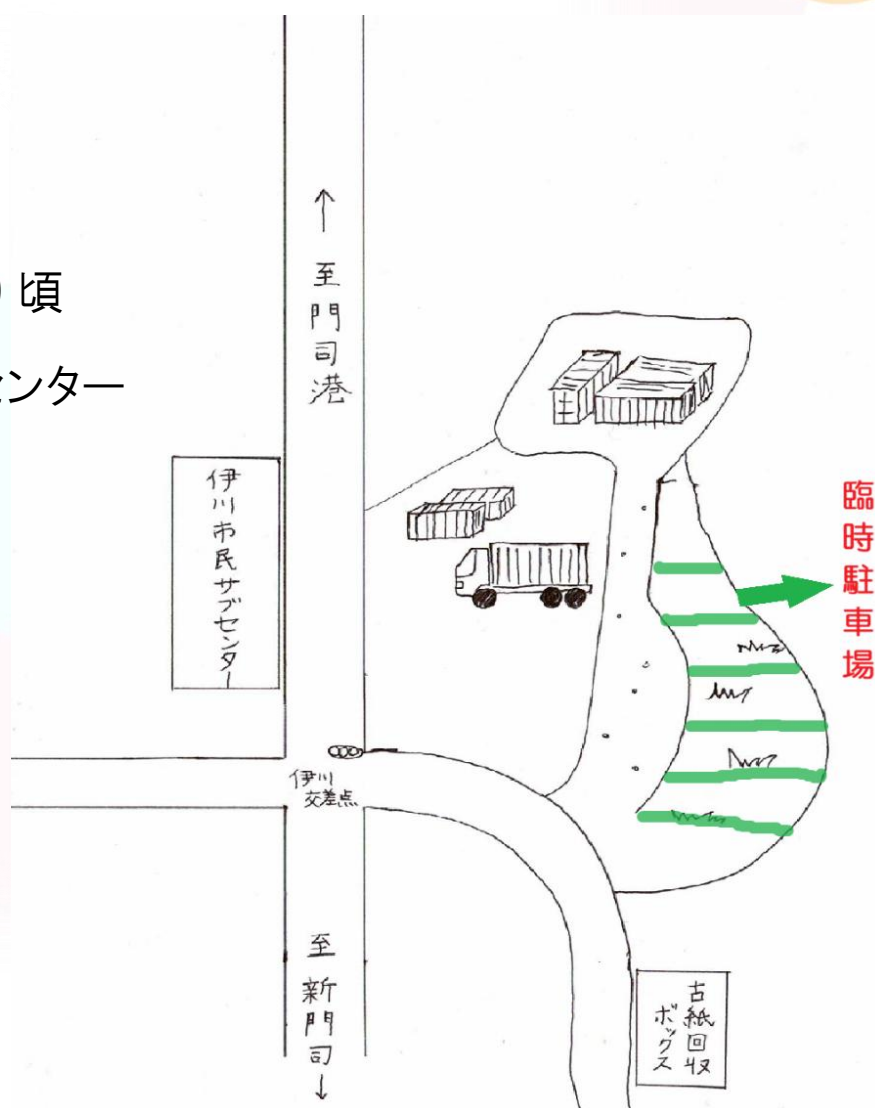 頃
センター
↑
至門司港
伊川市民サブセンター
臨時駐車場
伊川
交差点
至新門司
↓
古紙回収
ボックス